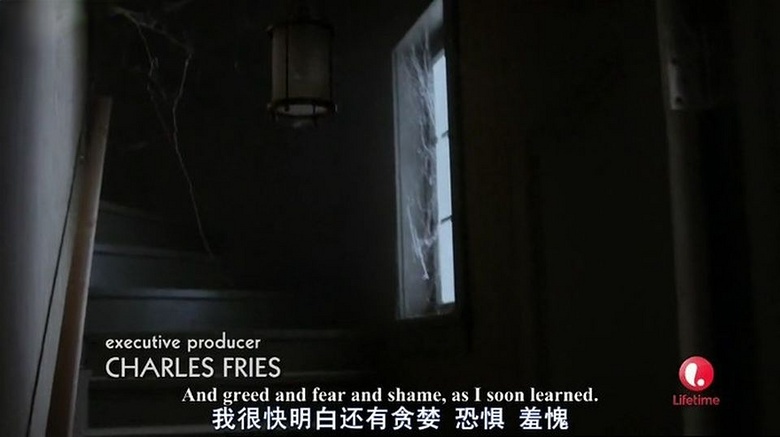 executive producer
CHARLES FRIES
And greed and fear and shame, as I soon learned.
我很快明白还有贪婪 恐惧 羞愧
Lifetime